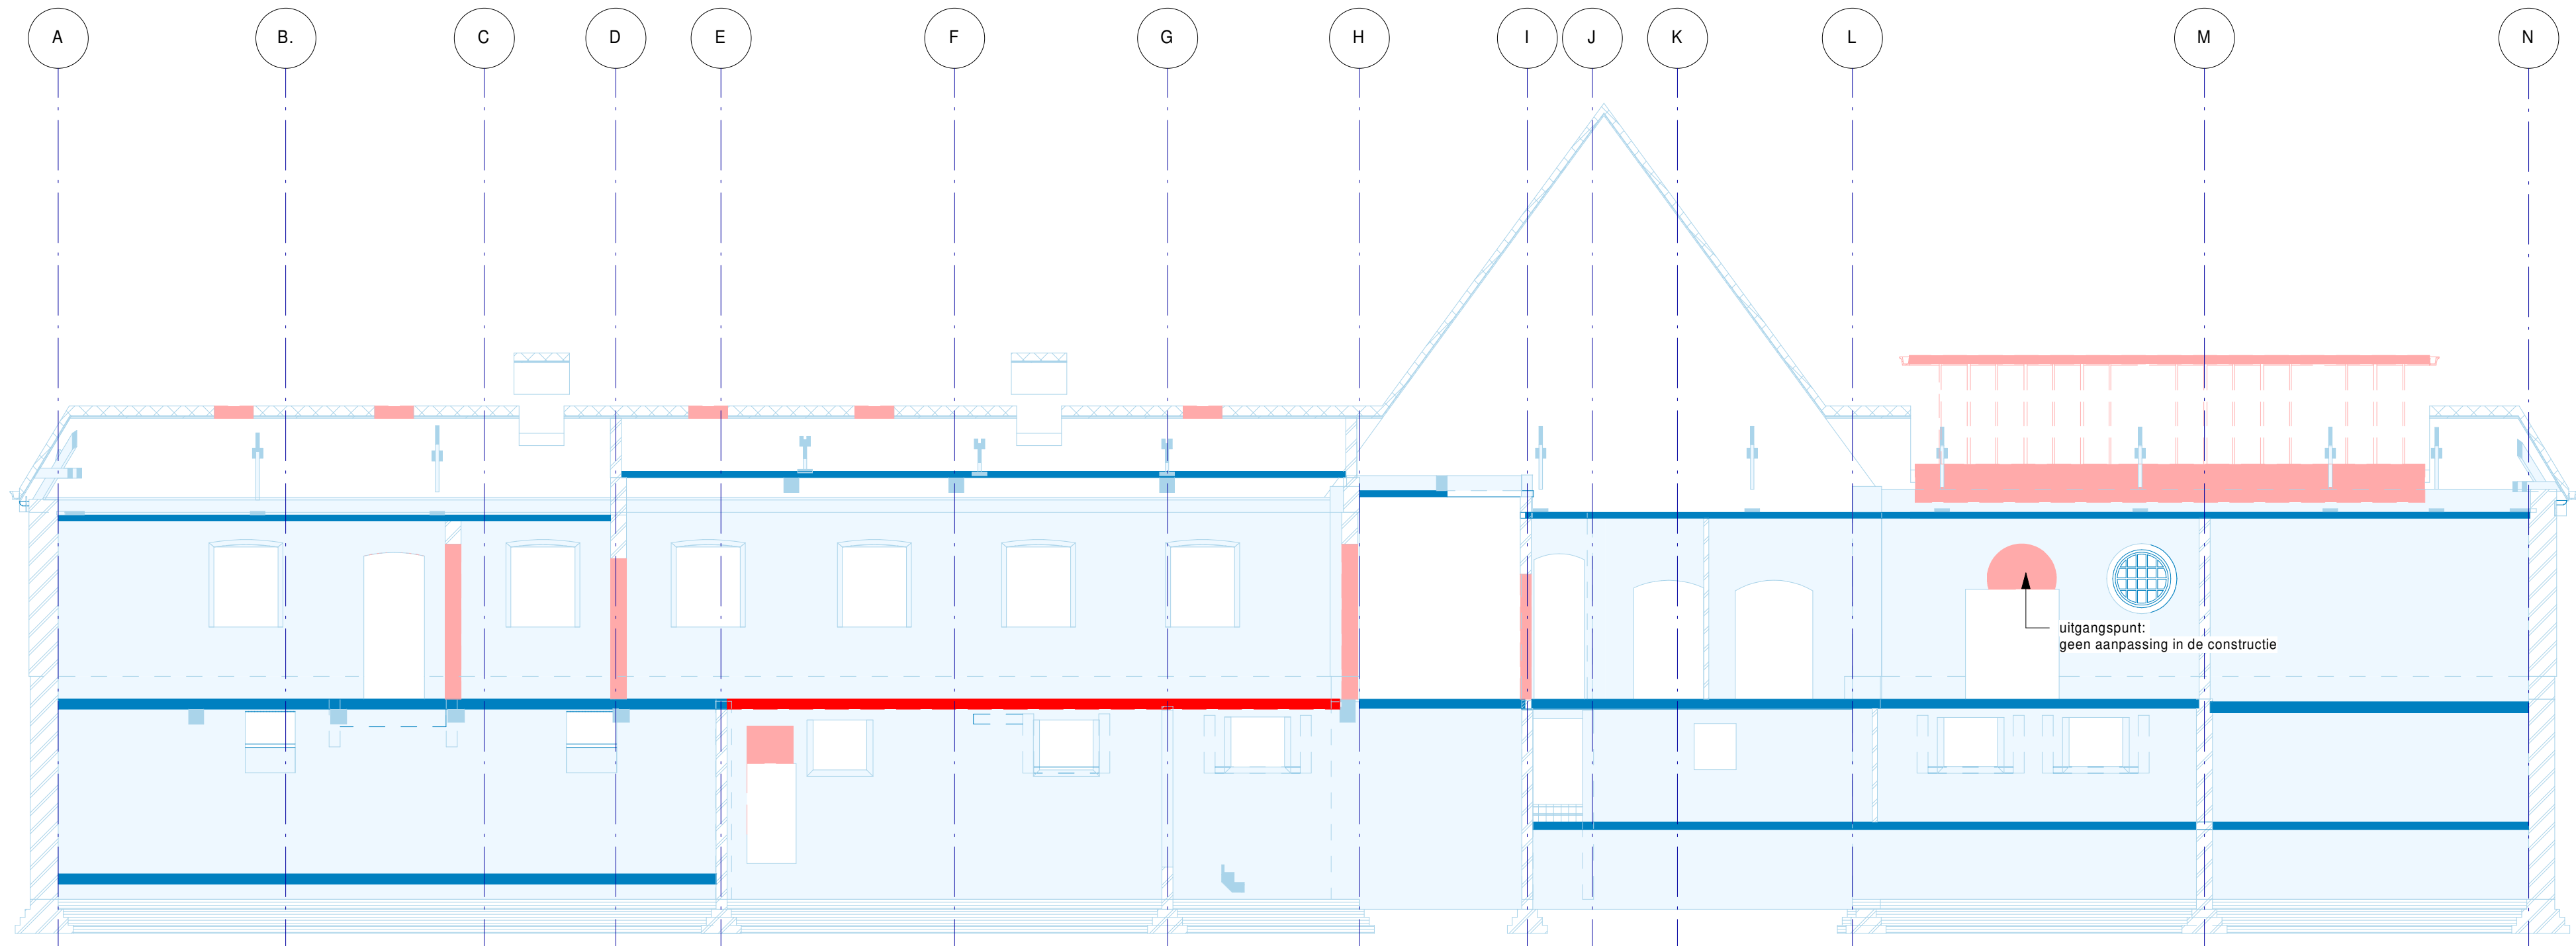 A B. C D E F G H I J K L M N
uitgangspunt:
geen aanpassing in de constructie